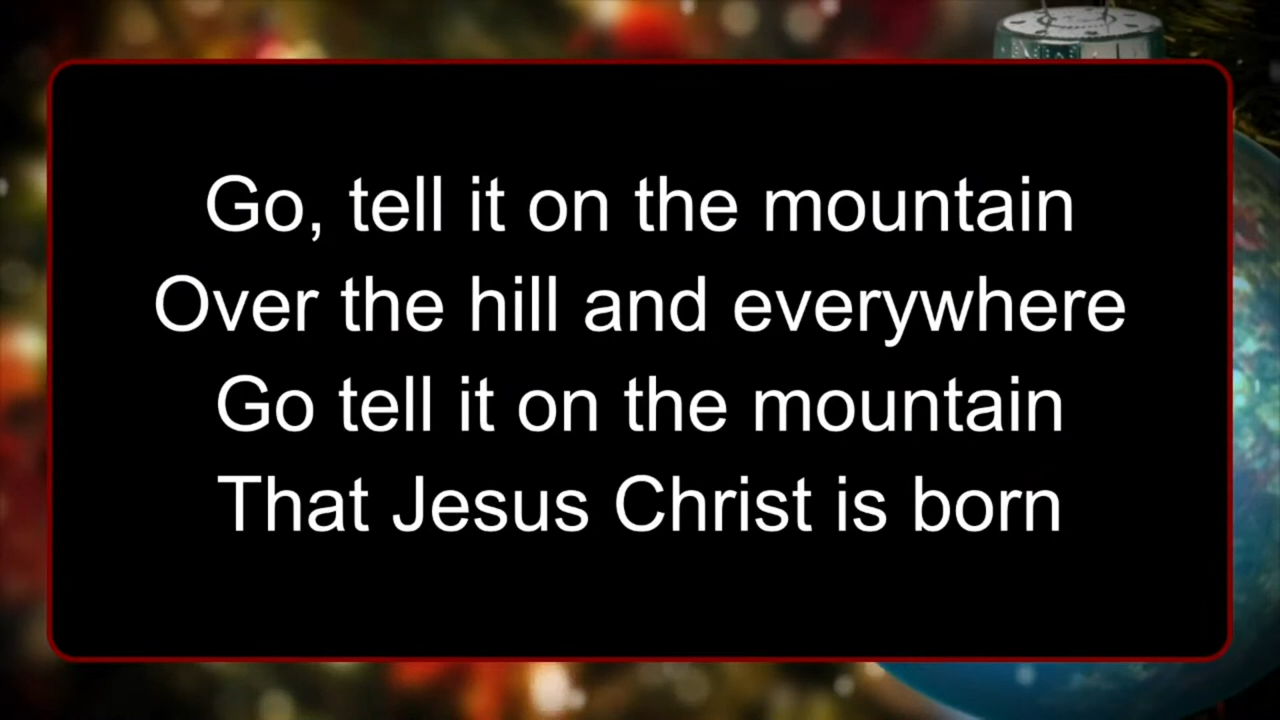 Go, tell it on the mountain
Over the hill and everywhere
Go tell it on the mountain
That Jesus Christ is born